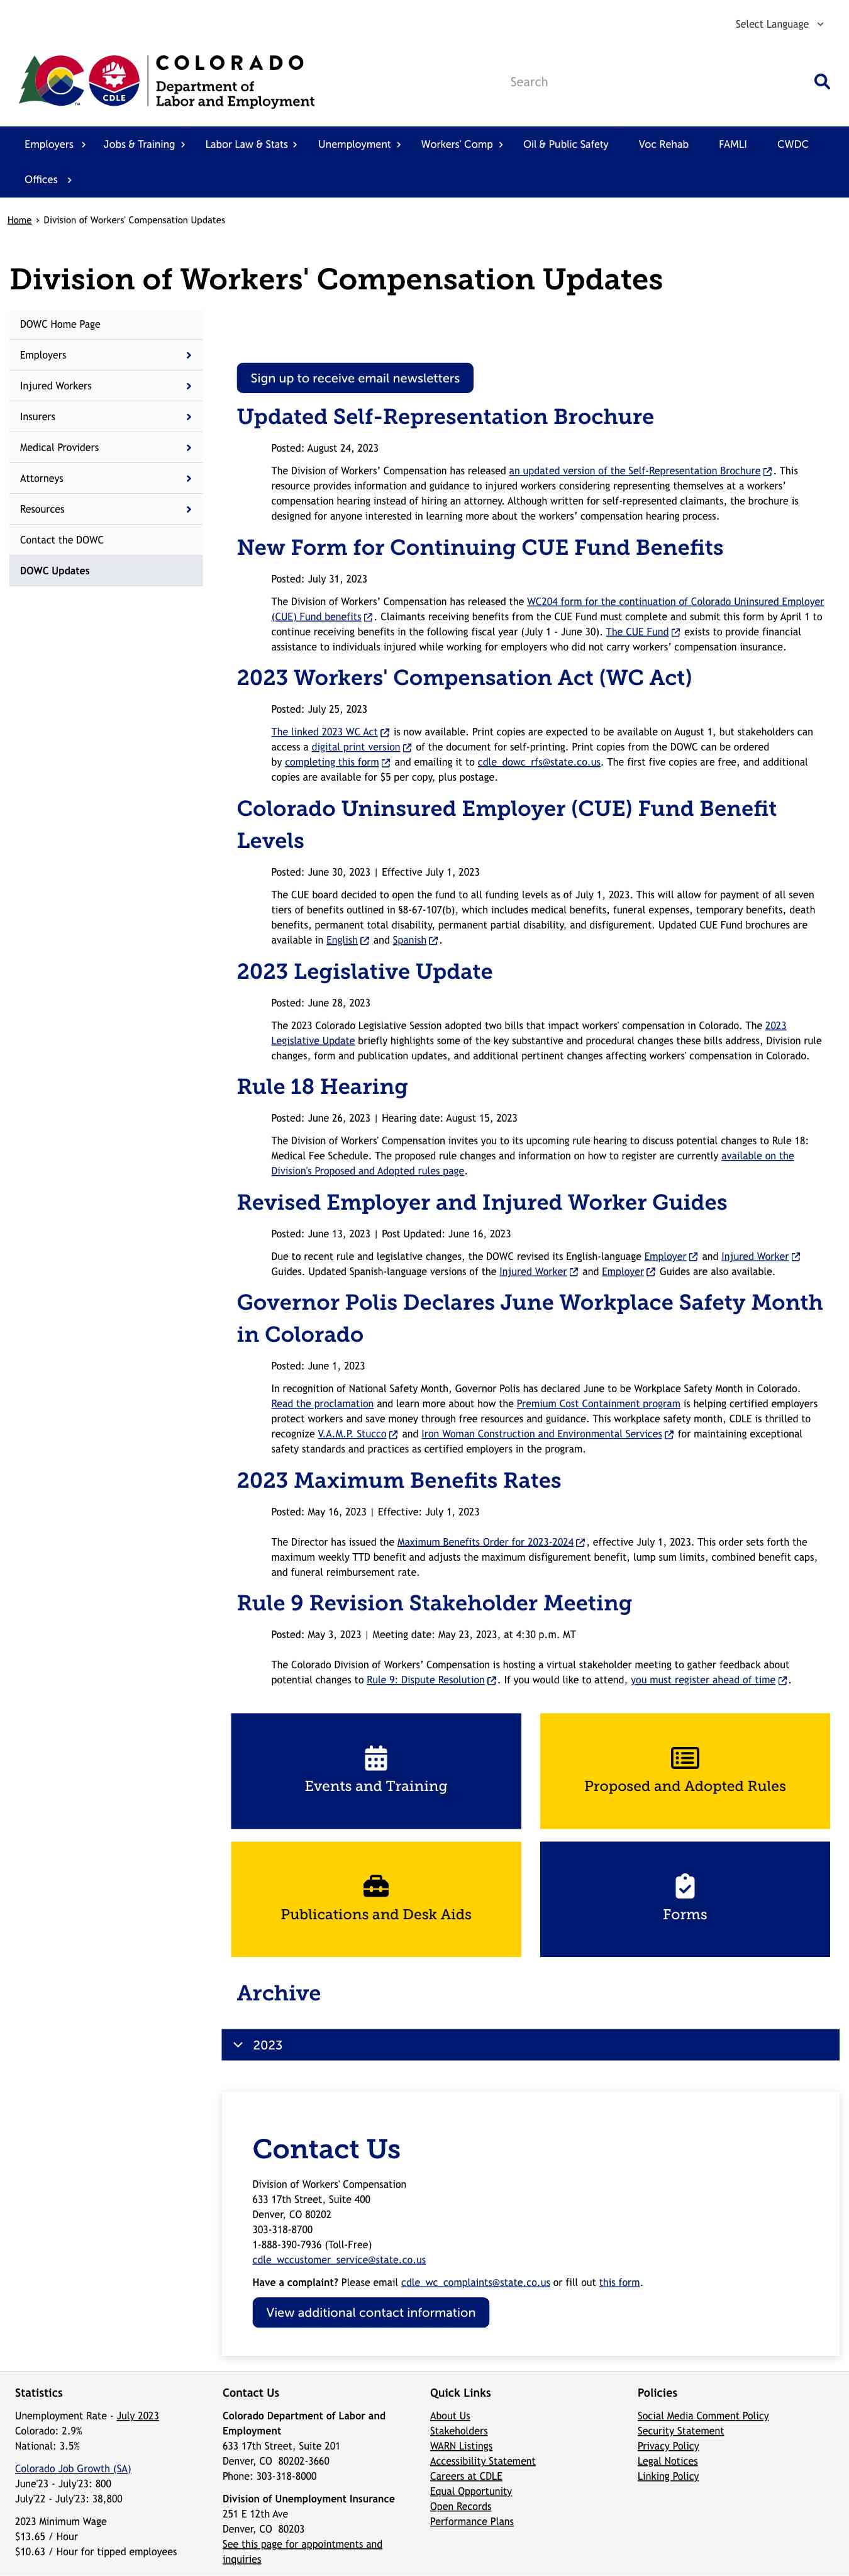 Select Language
COLORADO
Department of
Labor and Employment
CDLE
TM
Search
Employers
Jobs & Training
Labor Law & Stats
Unemployment
Workers' Comp
Oil & Public Safety
Voc Rehab
FAMLI
CWDC
Offices
Home › Division of Workers' Compensation Updates
Division of Workers' Compensation Updates
DOWC Home Page
Employers
Injured Workers
Insurers
Medical Providers
Attorneys
Resources
Contact the DOWC
DOWC Updates
Sign up to receive email newsletters
Updated Self-Representation Brochure
Posted: August 24, 2023
The Division of Workers’ Compensation has released an updated version of the Self-Representation Brochure. This
resource provides information and guidance to injured workers considering representing themselves at a workers’
compensation hearing instead of hiring an attorney. Although written for self-represented claimants, the brochure is
designed for anyone interested in learning more about the workers’ compensation hearing process.
New Form for Continuing CUE Fund Benefits
Posted: July 31, 2023
The Division of Workers’ Compensation has released the WC204 form for the continuation of Colorado Uninsured Employer
(CUE) Fund benefits. Claimants receiving benefits from the CUE Fund must complete and submit this form by April 1 to
continue receiving benefits in the following fiscal year (July 1 - June 30). The CUE Fund exists to provide financial
assistance to individuals injured while working for employers who did not carry workers’ compensation insurance.
2023 Workers' Compensation Act (WC Act)
Posted: July 25, 2023
The linked 2023 WC Act is now available. Print copies are expected to be available on August 1, but stakeholders can
access a digital print version of the document for self-printing. Print copies from the DOWC can be ordered
by completing this form and emailing it to cdle_dowc_rfs@state.co.us. The first five copies are free, and additional
copies are available for $5 per copy, plus postage.
Colorado Uninsured Employer (CUE) Fund Benefit
Levels
Posted: June 30, 2023 | Effective July 1, 2023
The CUE board decided to open the fund to all funding levels as of July 1, 2023. This will allow for payment of all seven
tiers of benefits outlined in §8-67-107(b), which includes medical benefits, funeral expenses, temporary benefits, death
benefits, permanent total disability, permanent partial disability, and disfigurement. Updated CUE Fund brochures are
available in English and Spanish.
2023 Legislative Update
Posted: June 28, 2023
The 2023 Colorado Legislative Session adopted two bills that impact workers' compensation in Colorado. The 2023
Legislative Update briefly highlights some of the key substantive and procedural changes these bills address, Division rule
changes, form and publication updates, and additional pertinent changes affecting workers' compensation in Colorado.
Rule 18 Hearing
Posted: June 26, 2023 | Hearing date: August 15, 2023
The Division of Workers' Compensation invites you to its upcoming rule hearing to discuss potential changes to Rule 18:
Medical Fee Schedule. The proposed rule changes and information on how to register are currently available on the
Division's Proposed and Adopted rules page.
Revised Employer and Injured Worker Guides
Posted: June 13, 2023 | Post Updated: June 16, 2023
Due to recent rule and legislative changes, the DOWC revised its English-language Employer and Injured Worker
Guides. Updated Spanish-language versions of the Injured Worker and Employer Guides are also available.
Governor Polis Declares June Workplace Safety Month
in Colorado
Posted: June 1, 2023
In recognition of National Safety Month, Governor Polis has declared June to be Workplace Safety Month in Colorado.
Read the proclamation and learn more about how the Premium Cost Containment program is helping certified employers
protect workers and save money through free resources and guidance. This workplace safety month, CDLE is thrilled to
recognize V.A.M.P. Stucco and Iron Woman Construction and Environmental Services for maintaining exceptional
safety standards and practices as certified employers in the program.
2023 Maximum Benefits Rates
Posted: May 16, 2023 | Effective: July 1, 2023
The Director has issued the Maximum Benefits Order for 2023-2024, effective July 1, 2023. This order sets forth the
maximum weekly TTD benefit and adjusts the maximum disfigurement benefit, lump sum limits, combined benefit caps,
and funeral reimbursement rate.
Rule 9 Revision Stakeholder Meeting
Posted: May 3, 2023 | Meeting date: May 23, 2023, at 4:30 p.m. MT
The Colorado Division of Workers’ Compensation is hosting a virtual stakeholder meeting to gather feedback about
potential changes to Rule 9: Dispute Resolution. If you would like to attend, you must register ahead of time.
Events and Training
Proposed and Adopted Rules
Publications and Desk Aids
Forms
Archive
2023
Contact Us
Division of Workers' Compensation
633 17th Street, Suite 400
Denver, CO 80202
303-318-8700
1-888-390-7936 (Toll-Free)
cdle_wccustomer_service@state.co.us
Have a complaint? Please email cdle_wc_complaints@state.co.us or fill out this form.
View additional contact information
Statistics
Unemployment Rate - July 2023
Colorado: 2.9%
National: 3.5%
Colorado Job Growth (SA)
June'23 - July'23: 800
July'22 - July'23: 38,800
2023 Minimum Wage
$13.65 / Hour
$10.63 / Hour for tipped employees
Contact Us
Colorado Department of Labor and
Employment
633 17th Street, Suite 201
Denver, CO 80202-3660
Phone: 303-318-8000
Division of Unemployment Insurance
251 E 12th Ave
Denver, CO 80203
See this page for appointments and
inquiries
Quick Links
About Us
Stakeholders
WARN Listings
Accessibility Statement
Careers at CDLE
Equal Opportunity
Open Records
Performance Plans
Policies
Social Media Comment Policy
Security Statement
Privacy Policy
Legal Notices
Linking Policy